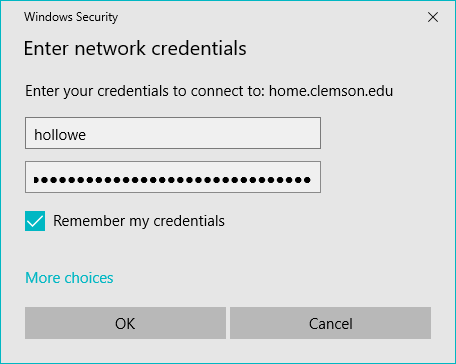 Windows Security
Enter network credentials
Enter your credentials to connect to: home.clemson.edu
hollowe
Remember my credentials
More choices
OK
Cancel